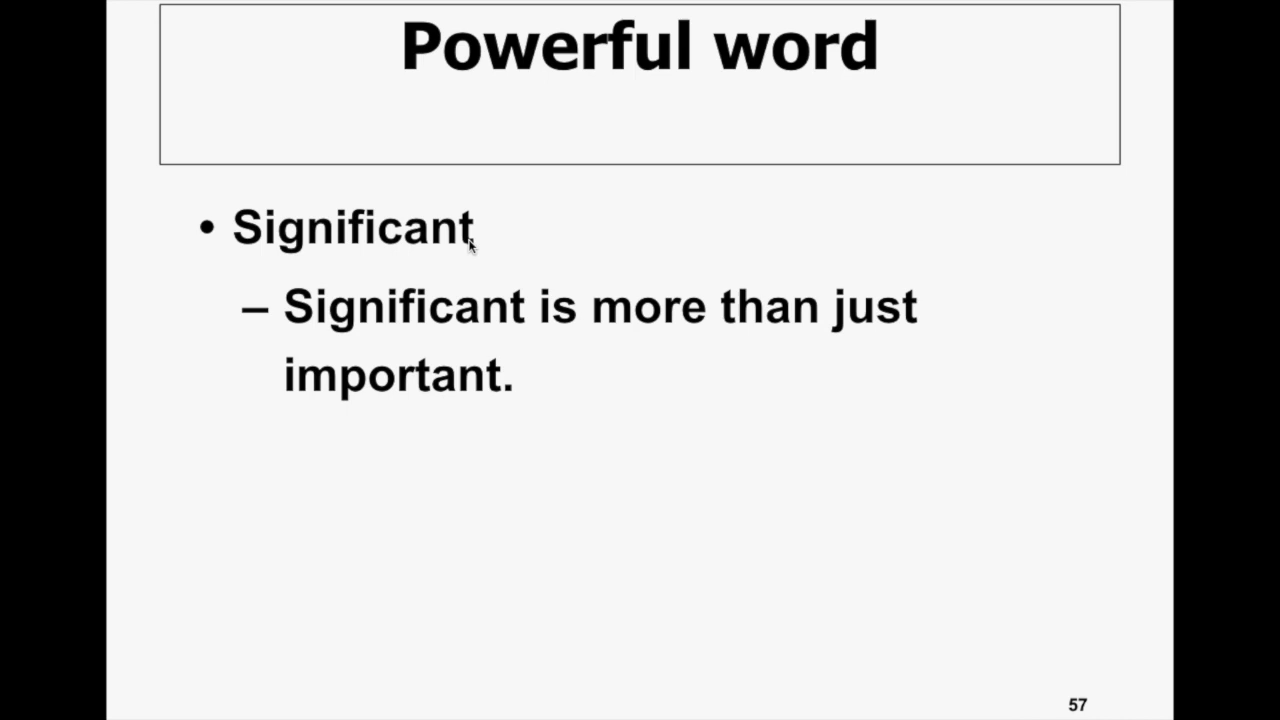 Powerful word
• Significant
– Significant is more than just
important.
57